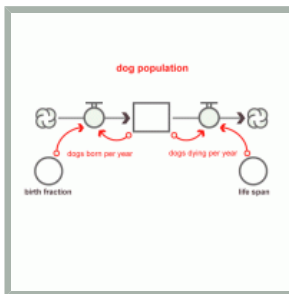 dog population
dogs born per year
dogs dying per year
birth fraction
life span